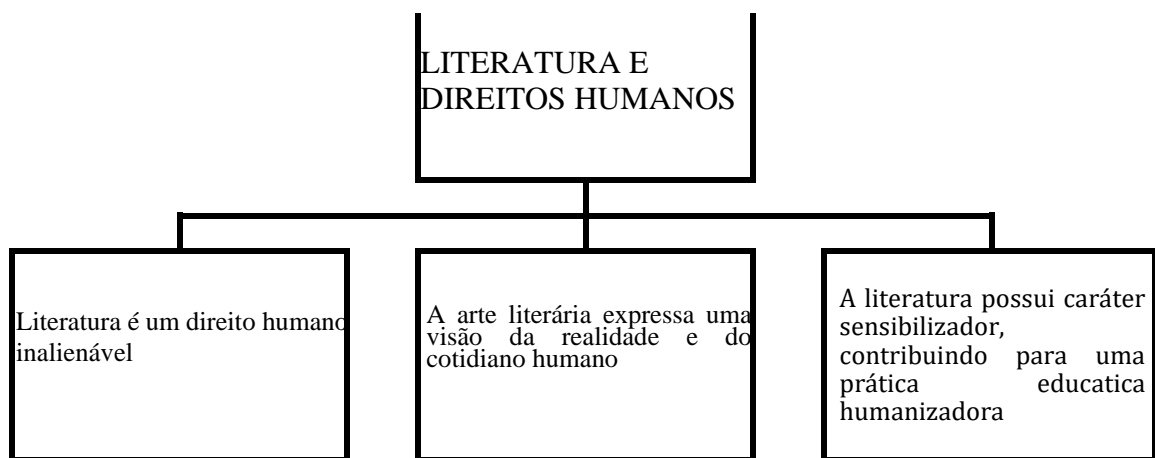 LITERATURA E
DIREITOS HUMANOS
Literatura é um direito humano
inalienável
A arte literária expressa uma
visão da realidade e do
cotidiano humano
A literatura possui caráter
sensibilizador,
contribuindo para uma
prática educatica
humanizadora